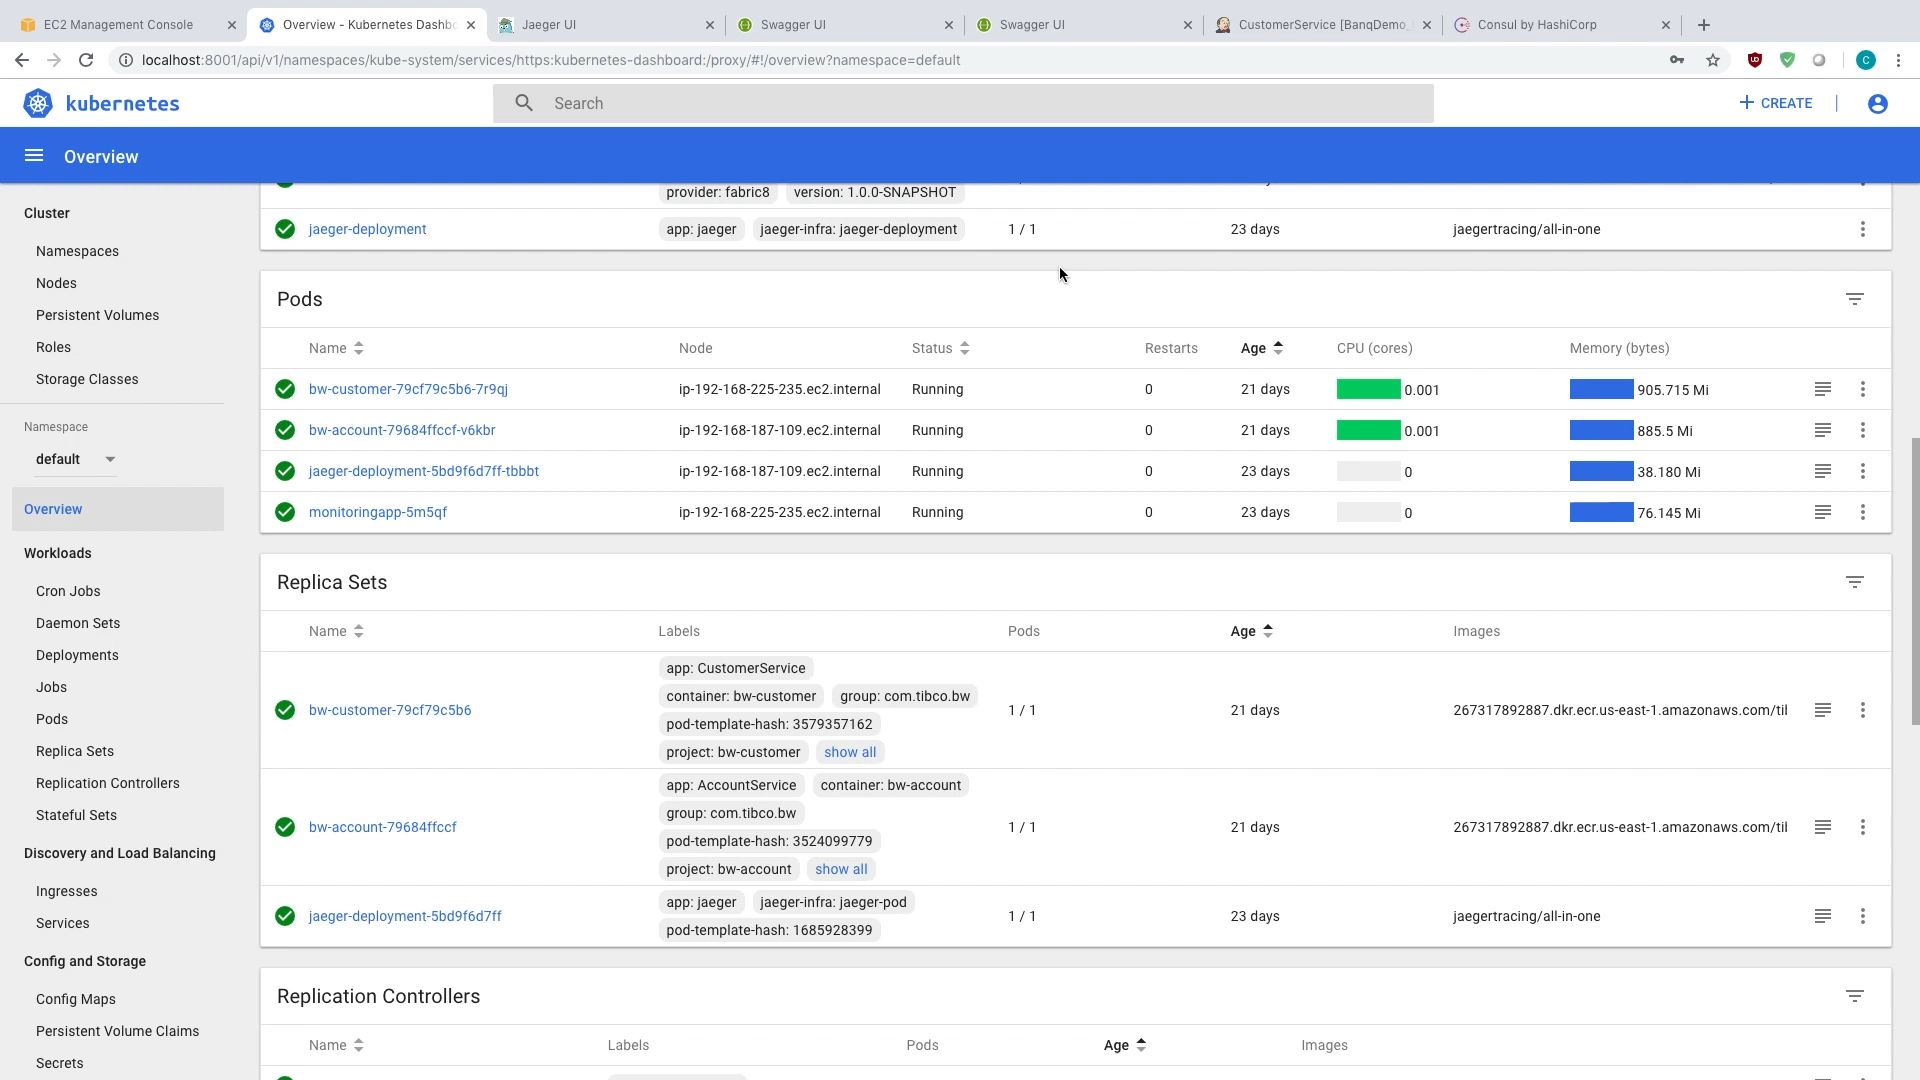 EC2 Management Console
Overview - Kubernetes Dashbo
Jaeger UI
Swagger UI
Swagger UI
CustomerService [BanqDemo_
Consul by HashiCorp
localhost:8001/api/v1/namespaces/kube-system/services/https:kubernetes-dashboard:/proxy/#!/overview?namespace=default
C
kubernetes
Search
+ CREATE
Overview
Cluster
Namespaces
Nodes
Persistent Volumes
Roles
Storage Classes
Namespace
default
Overview
Workloads
Cron Jobs
Daemon Sets
Deployments
Jobs
Pods
Replica Sets
Replication Controllers
Stateful Sets
Discovery and Load Balancing
Ingresses
Services
Config and Storage
Config Maps
Persistent Volume Claims
Secrets
provider: fabric8 version: 1.0.0-SNAPSHOT
jaeger-deployment app: jaeger jaeger-infra: jaeger-deployment 1 / 1 23 days jaegertracing/all-in-one
Pods
Name Node Status Restarts Age CPU (cores) Memory (bytes)
bw-customer-79cf79c5b6-7r9qj ip-192-168-225-235.ec2.internal Running 0 21 days 0.001 905.715 Mi
bw-account-79684ffccf-v6kbr ip-192-168-187-109.ec2.internal Running 0 21 days 0.001 885.5 Mi
jaeger-deployment-5bd9f6d7ff-tbbbt ip-192-168-187-109.ec2.internal Running 0 23 days 0 38.180 Mi
monitoringapp-5m5qf ip-192-168-225-235.ec2.internal Running 0 23 days 0 76.145 Mi
Replica Sets
Name Labels Pods Age Images
app: CustomerService
container: bw-customer group: com.tibco.bw
bw-customer-79cf79c5b6 pod-template-hash: 3579357162 1 / 1 21 days 267317892887.dkr.ecr.us-east-1.amazonaws.com/til
project: bw-customer show all
app: AccountService container: bw-account
group: com.tibco.bw
bw-account-79684ffccf pod-template-hash: 3524099779 1 / 1 21 days 267317892887.dkr.ecr.us-east-1.amazonaws.com/til
project: bw-account show all
app: jaeger jaeger-infra: jaeger-pod
jaeger-deployment-5bd9f6d7ff 1 / 1 23 days jaegertracing/all-in-one
pod-template-hash: 1685928399
Replication Controllers
Name Labels Pods Age Images